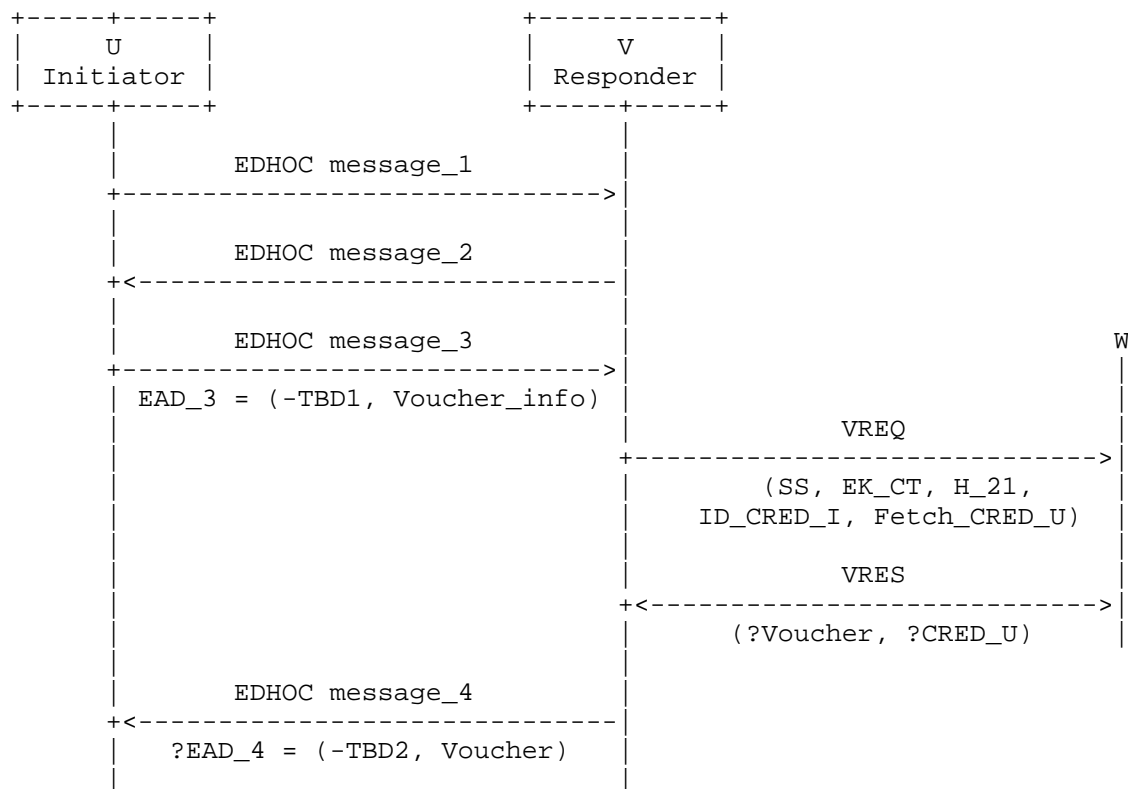 U V
Initiator Responder
EDHOC message_1
EDHOC message_2
EDHOC message_3 W
EAD_3 = (-TBD1, Voucher_info)
VREQ
(SS, EK_CT, H_21,
ID_CRED_I, Fetch_CRED_U)
VRES
(?Voucher, ?CRED_U)
EDHOC message_4
?EAD_4 = (-TBD2, Voucher)